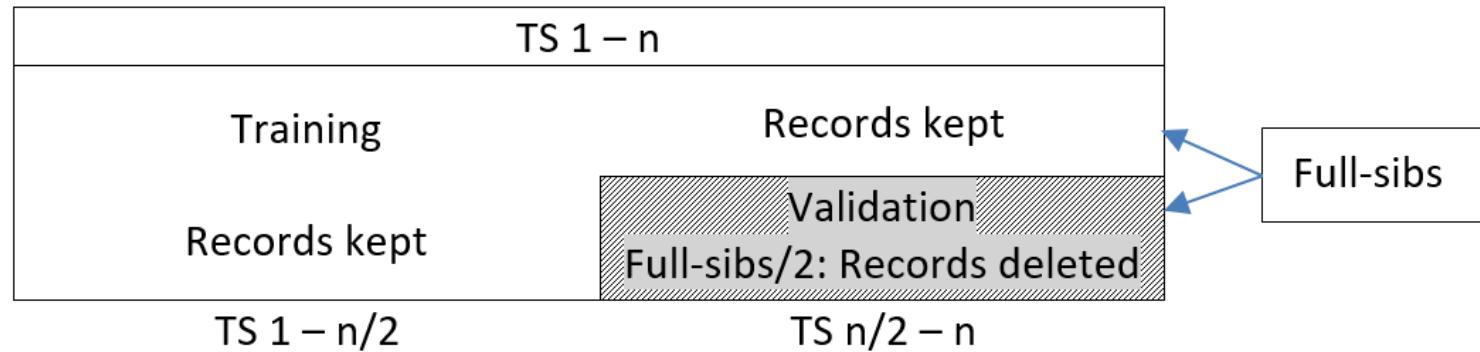 TS 1 – n
Training
Records kept
Full-sibs
Records kept
Validation
Full-sibs/2: Records deleted
TS 1 – n/2
TS n/2 – n